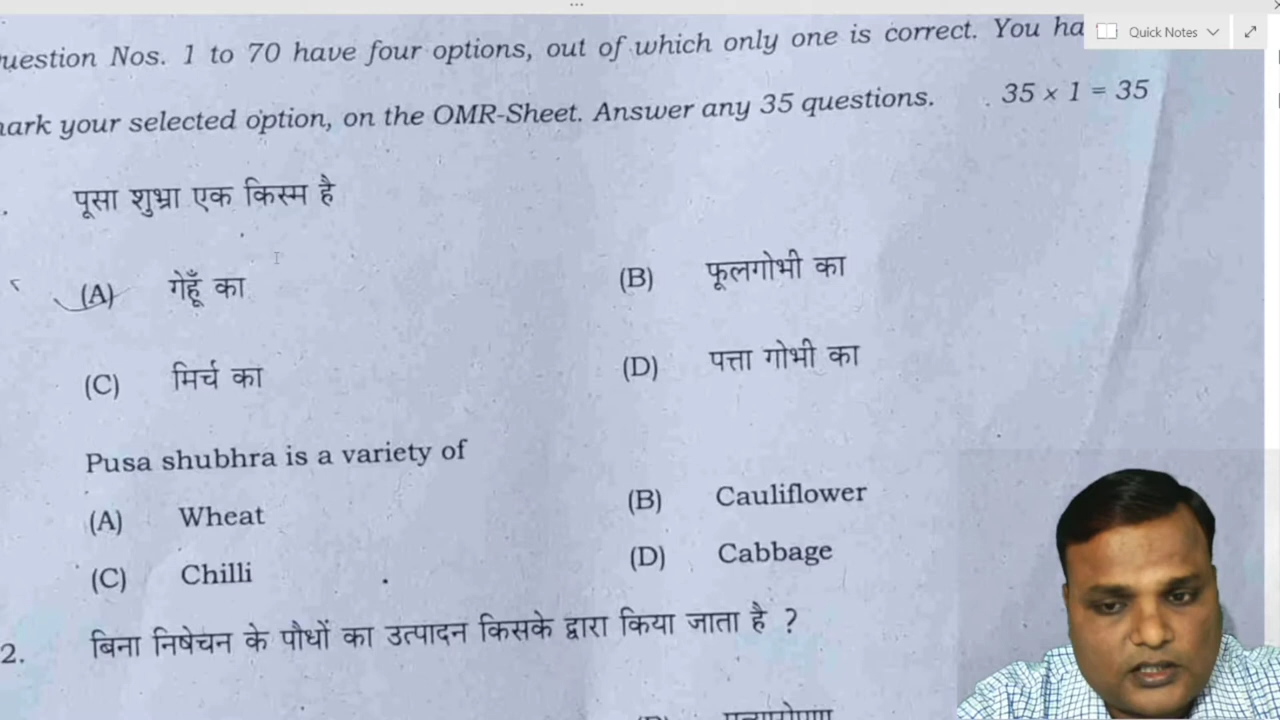 uestion Nos. 1 to 70 have four options, out of which only one is correct. You ha
Quick Notes
ark your selected option, on the OMR-Sheet. Answer any 35 questions. 35 × 1 = 35
पूसा शुभ्रा एक किस्म है
(A) गेहूँ का (B) फूलगोभी का
(C) मिर्च का (D) पत्ता गोभी का
Pusa shubhra is a variety of
(A) Wheat (B) Cauliflower
(C) Chilli (D) Cabbage
2. बिना निषेचन के पौधों का उत्पादन किसके द्वारा किया जाता है ?